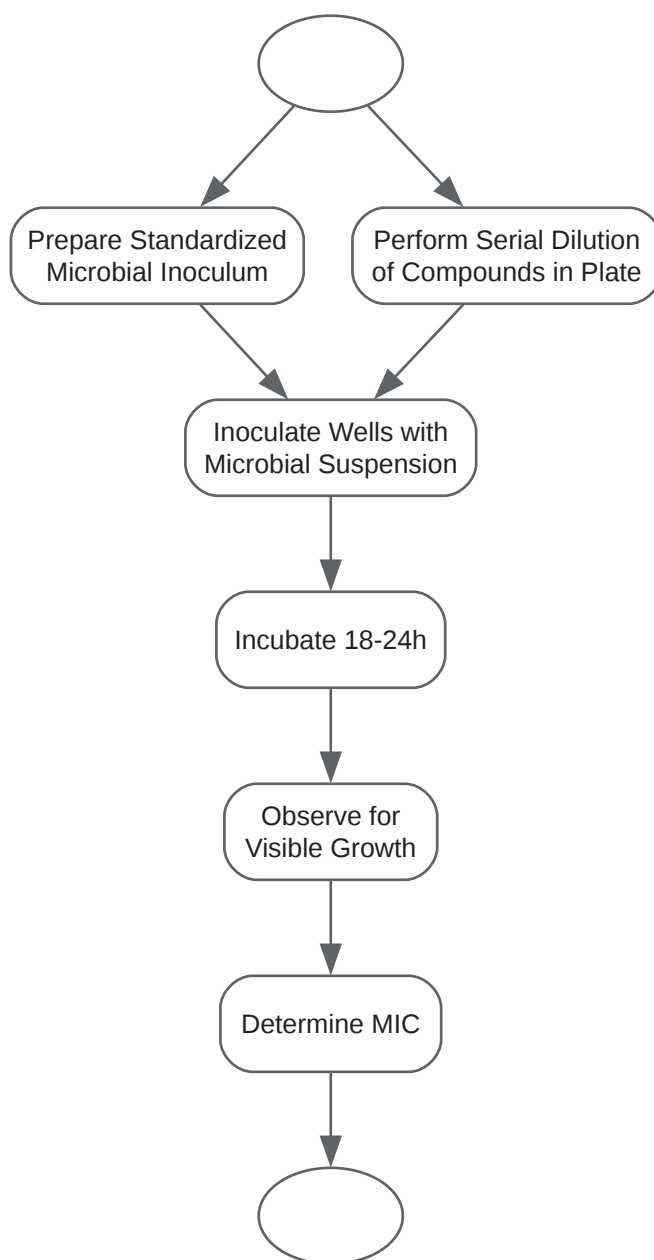 Prepare Standardized
Microbial Inoculum
Perform Serial Dilution
of Compounds in Plate
Inoculate Wells with
Microbial Suspension
Incubate 18-24h
Observe for
Visible Growth
Determine MIC